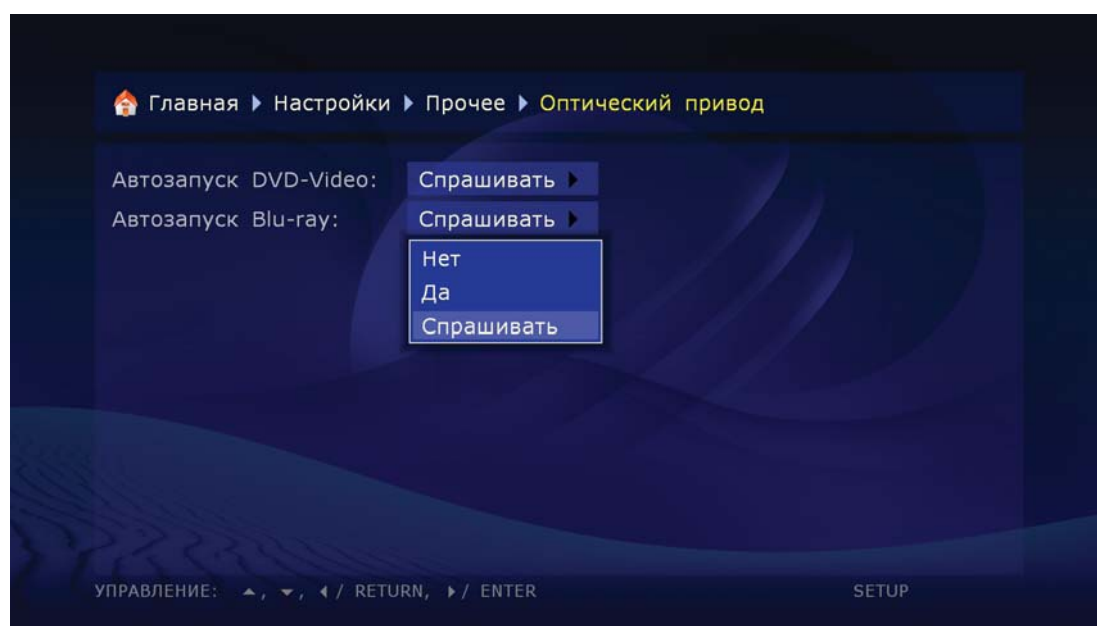 Главная Настройки Прочее Оптический привод
Автозапуск DVD-Video: Спрашивать
Автозапуск Blu-ray: Спрашивать
Нет
Да
Спрашивать
УПРАВЛЕНИЕ: ▲, ▼, ◀ / RETURN, ▶ / ENTER SETUP